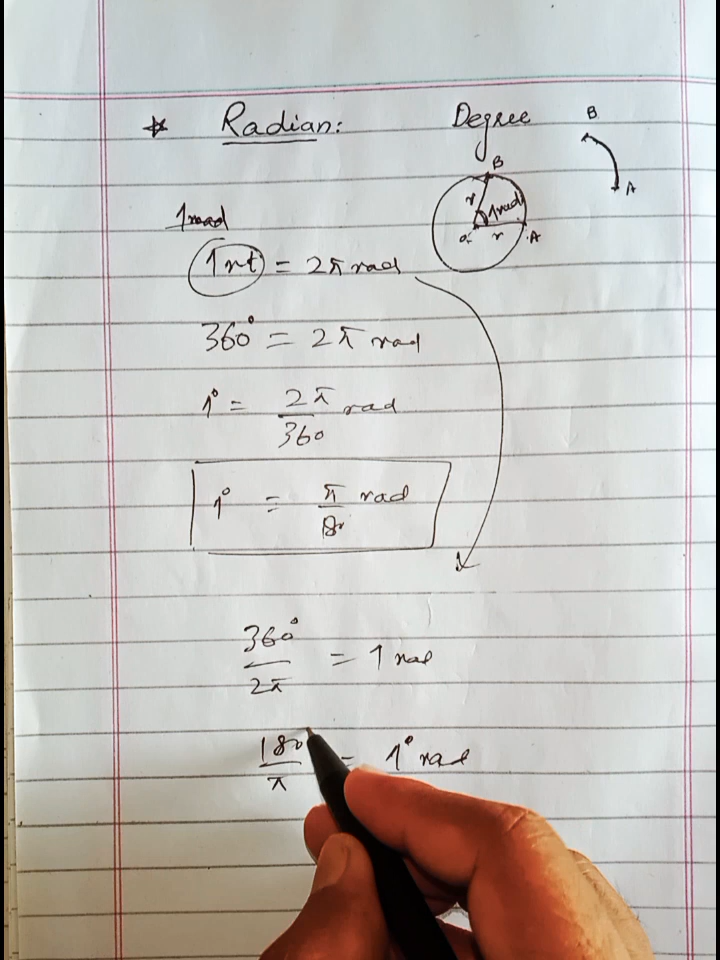 * Radian: Degree
B
A
B
r 1 rad
O r A
1 rad
1 rt = 2π rad
360° = 2π rad
1° = 2π/360 rad
1° = π/180 rad
360°/2π = 1 rad
180/π = 1° rad